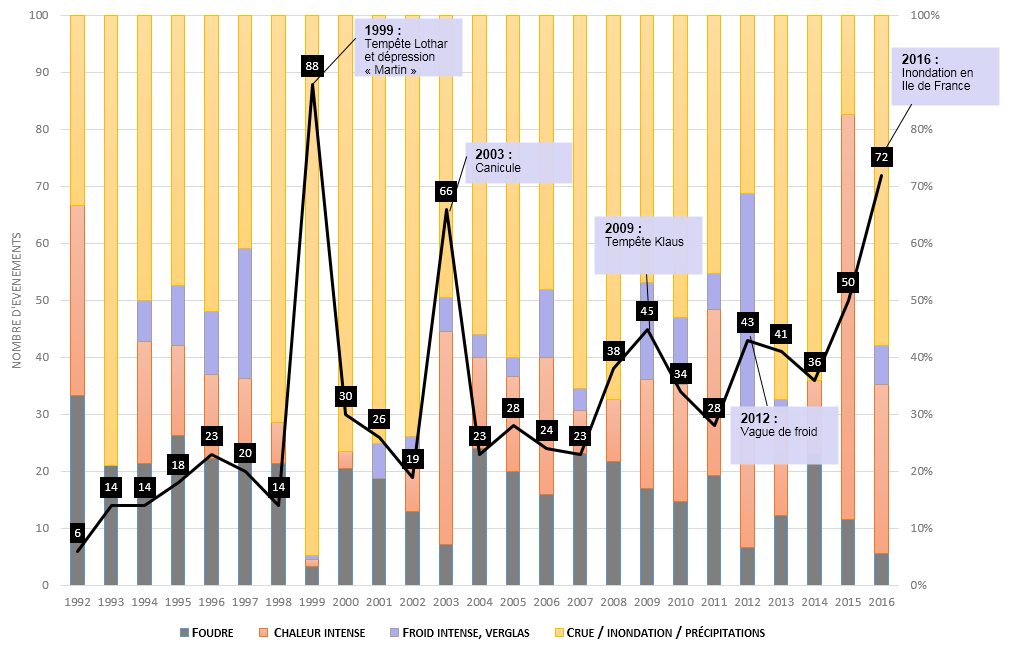 100
90
80
70
60
50
40
30
20
10
0
NOMBRE D'EVENEMENTS
100%
90%
80%
70%
60%
50%
40%
30%
20%
10%
0%
1999 :
Tempête Lothar
et dépression
« Martin »
2003 :
Canicule
2009 :
Tempête Klaus
2012 :
Vague de froid
2016 :
Inondation en
Ile de France
6 14 14 18 23 20 14 88 30 26 19 66 23 28 24 23 38 45 34 28 43 41 36 50 72
1992 1993 1994 1995 1996 1997 1998 1999 2000 2001 2002 2003 2004 2005 2006 2007 2008 2009 2010 2011 2012 2013 2014 2015 2016
FOUDRE CHALEUR INTENSE FROID INTENSE, VERGLAS CRUE / INONDATION / PRÉCIPITATIONS